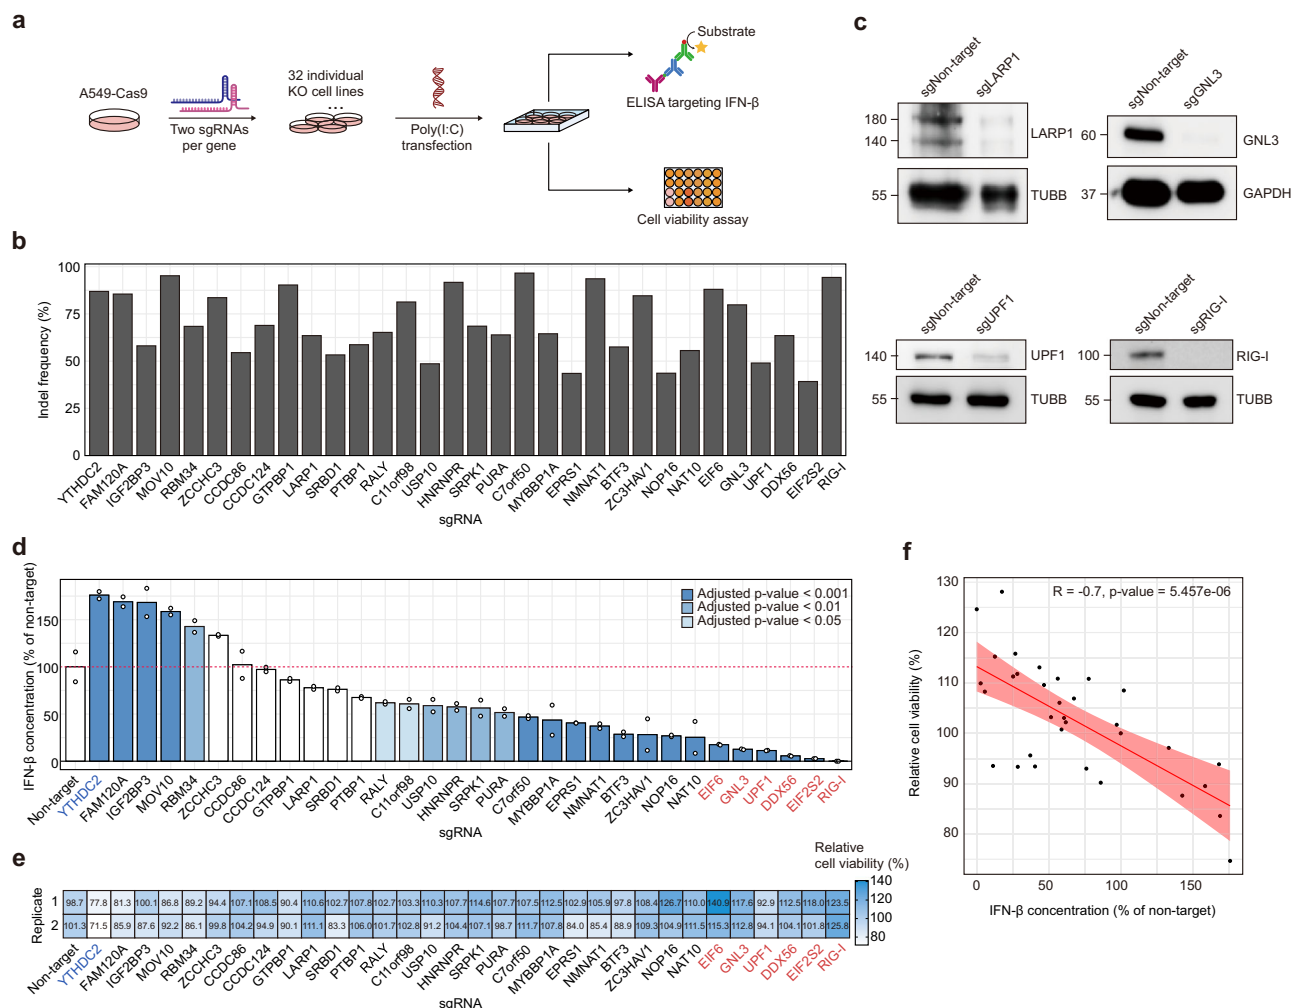 a
A549-Cas9
Two sgRNAs
per gene
32 individual
KO cell lines
...
Poly(I:C)
transfection
Substrate
ELISA targeting IFN-β
Cell viability assay
b
Indel frequency (%)
100
75
50
25
0
YTHDC2
FAM120A
IGF2BP3
MOV10
RBM34
ZCCHC3
CCDC86
CCDC124
GTPBP1
LARP1
SRBD1
PTBP1
RALY
C11orf98
USP10
HNRNPR
SRPK1
PURA
C7orf50
MYBBP1A
EPRS1
NMNAT1
BTF3
ZC3HAV1
NOP16
NAT10
EIF6
GNL3
UPF1
DDX56
EIF2S2
RIG-I
sgRNA
c
sgNon-target
sgLARP1
180
140
LARP1
55
TUBB
sgNon-target
sgGNL3
60
GNL3
37
GAPDH
sgNon-target
sgUPF1
140
UPF1
55
TUBB
sgNon-target
sgRIG-I
100
RIG-I
55
TUBB
d
IFN-β concentration (% of non-target)
150
100
50
0
Adjusted p-value < 0.001
Adjusted p-value < 0.01
Adjusted p-value < 0.05
Non-target
YTHDC2
FAM120A
IGF2BP3
MOV10
RBM34
ZCCHC3
CCDC86
CCDC124
GTPBP1
LARP1
SRBD1
PTBP1
RALY
C11orf98
USP10
HNRNPR
SRPK1
PURA
C7orf50
MYBBP1A
EPRS1
NMNAT1
BTF3
ZC3HAV1
NOP16
NAT10
EIF6
GNL3
UPF1
DDX56
EIF2S2
RIG-I
sgRNA
e
Relative
cell viability (%)
140
120
100
80
Replicate
1 98.7 77.8 81.3 100.1 86.8 89.2 94.4 107.1 108.5 90.4 110.6 102.7 107.8 102.7 103.3 110.3 107.7 114.6 107.7 107.5 112.5 102.9 105.9 97.8 108.4 126.7 110.0 140.9 117.6 92.9 112.5 118.0 123.5
2 99.8 71.5 85.9 87.6 92.2 86.1 99.8 104.2 94.9 90.1 111.1 83.3 106.0 101.7 102.8 91.2 104.4 107.1 98.7 111.7 107.8 84.0 85.4 88.9 109.3 104.9 111.5 115.3 112.8 94.1 104.5 101.8 125.8
Non-target
YTHDC2
FAM120A
IGF2BP3
MOV10
RBM34
ZCCHC3
CCDC86
CCDC124
GTPBP1
LARP1
SRBD1
PTBP1
RALY
C11orf98
USP10
HNRNPR
SRPK1
PURA
C7orf50
MYBBP1A
EPRS1
NMNAT1
BTF3
ZC3HAV1
NOP16
NAT10
EIF6
GNL3
UPF1
DDX56
EIF2S2
RIG-I
sgRNA
f
R = -0.7, p-value = 5.457e-06
Relative cell viability (%)
130
120
110
100
90
80
0 50 100 150
IFN-β concentration (% of non-target)